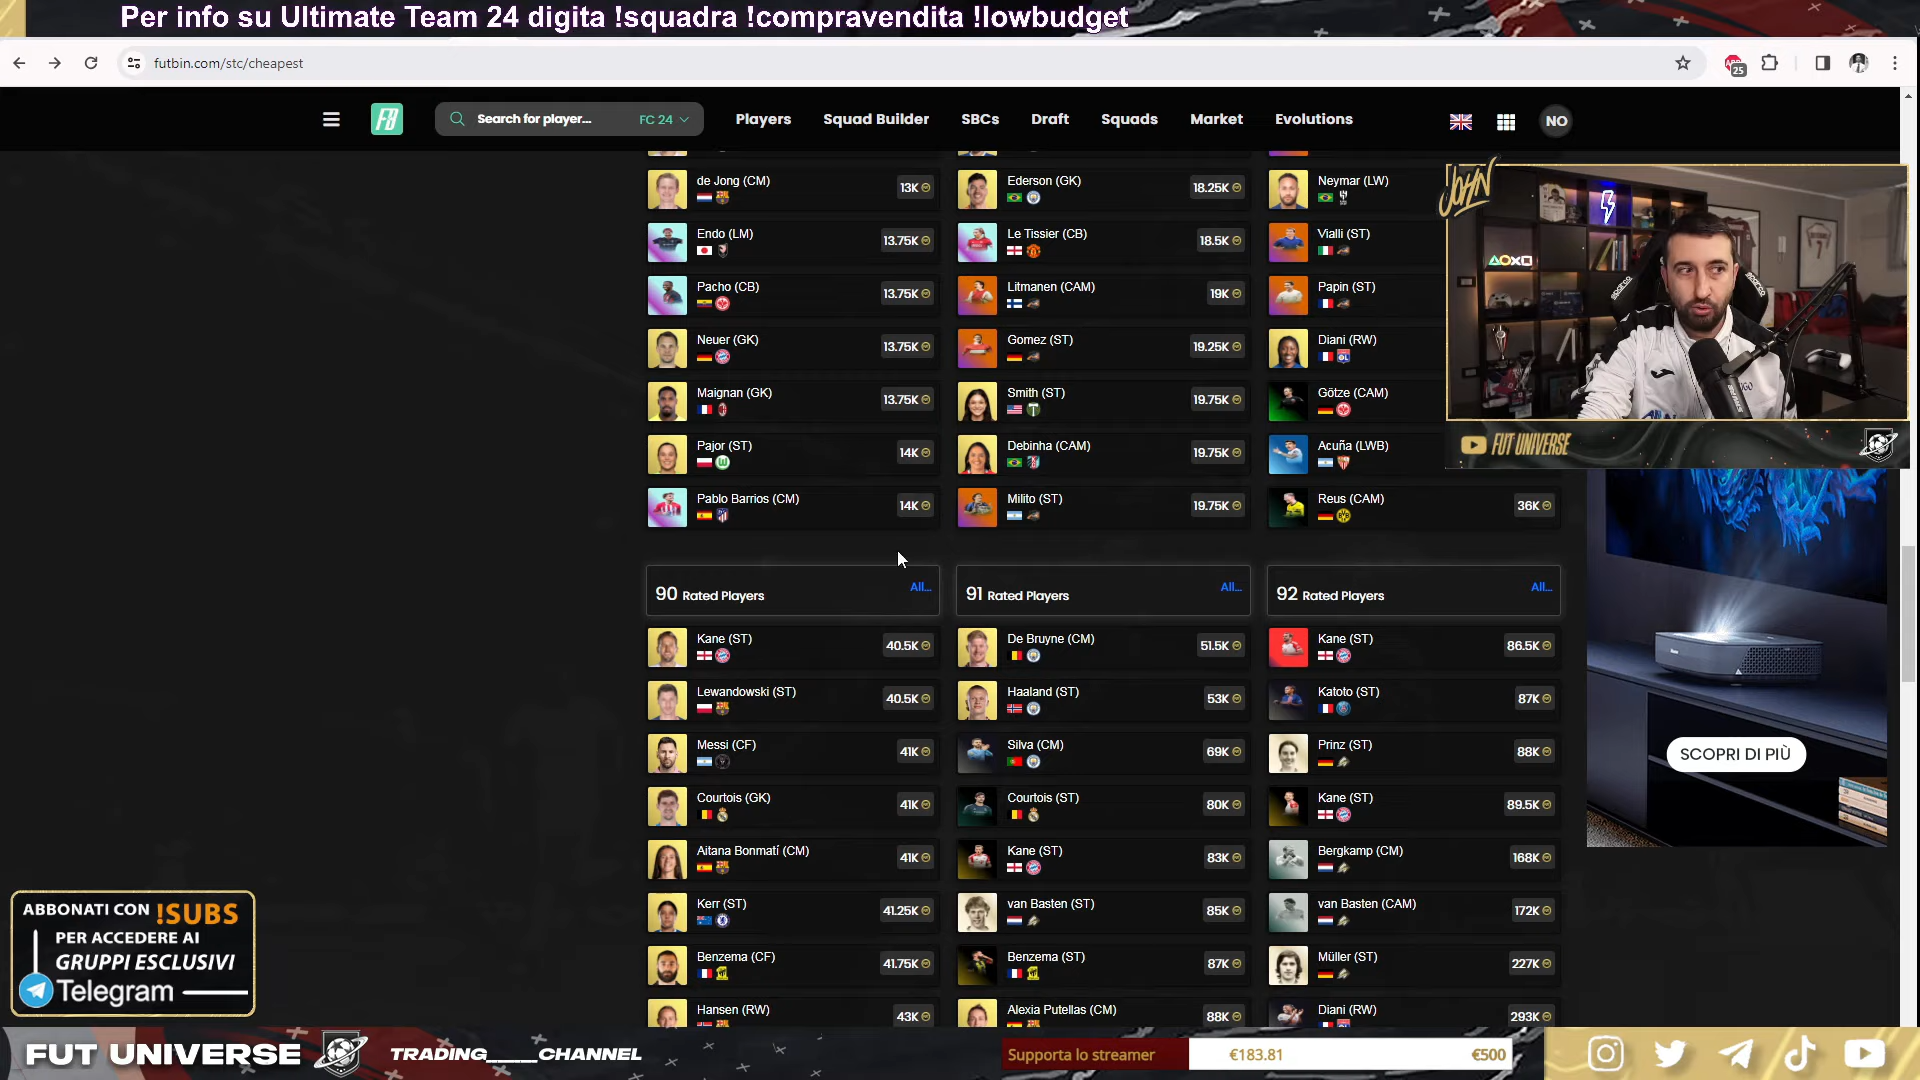 Per info su Ultimate Team 24 digita !squadra !compravendita !lowbudget
futbin.com/stc/cheapest
25
FB
Search for player...
FC 24
Players
Squad Builder
SBCs
Draft
Squads
Market
Evolutions
NO
de Jong (CM)
13K
Ederson (GK)
18.25K
Neymar (LW)
Endo (LM)
13.75K
Le Tissier (CB)
18.5K
Vialli (ST)
Pacho (CB)
13.75K
Litmanen (CAM)
19K
Papin (ST)
Neuer (GK)
13.75K
Gomez (ST)
19.25K
Diani (RW)
Maignan (GK)
13.75K
Smith (ST)
19.75K
Götze (CAM)
Pajor (ST)
14K
Debinha (CAM)
19.75K
Acuña (LWB)
Pablo Barrios (CM)
14K
Milito (ST)
19.75K
Reus (CAM)
36K
JOHN
FUT UNIVERSE
90 Rated Players
All...
91 Rated Players
All...
92 Rated Players
All...
Kane (ST)
40.5K
De Bruyne (CM)
51.5K
Kane (ST)
86.5K
Lewandowski (ST)
40.5K
Haaland (ST)
53K
Katoto (ST)
87K
Messi (CF)
41K
Silva (CM)
69K
Prinz (ST)
88K
Courtois (GK)
41K
Courtois (ST)
80K
Kane (ST)
89.5K
Aitana Bonmatí (CM)
41K
Kane (ST)
83K
Bergkamp (CM)
168K
Kerr (ST)
41.25K
van Basten (ST)
85K
van Basten (CAM)
172K
Benzema (CF)
41.75K
Benzema (ST)
87K
Müller (ST)
227K
Hansen (RW)
43K
Alexia Putellas (CM)
88K
Diani (RW)
293K
SCOPRI DI PIÙ
ABBONATI CON !SUBS
PER ACCEDERE AI
GRUPPI ESCLUSIVI
Telegram
FUT UNIVERSE
TRADING____CHANNEL
Supporta lo streamer
€183.81
€500